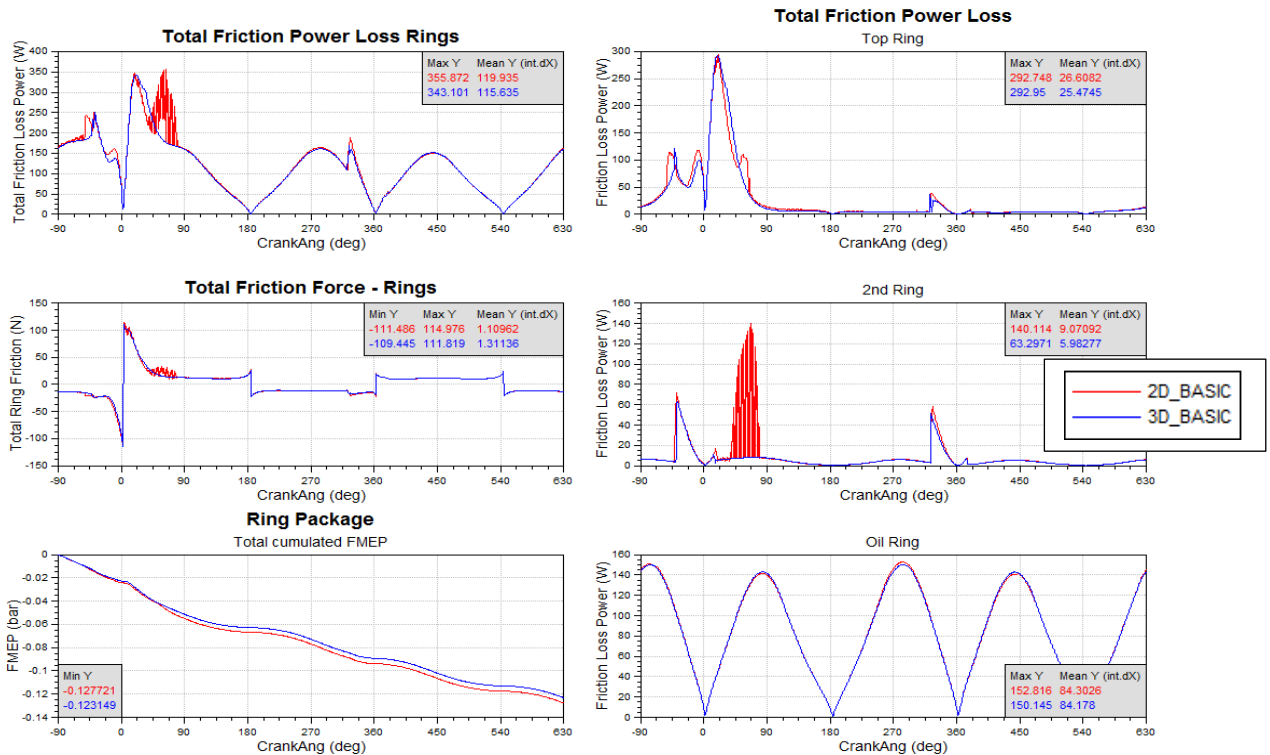 Total Friction Power Loss Rings
Total Friction Loss Power (W)
400
350
300
250
200
150
100
50
0
Max Y Mean Y (int.dX)
355.872 119.935
343.101 115.635
-90 0 90 180 270 360 450 540 630
CrankAng (deg)
Total Friction Power Loss
Top Ring
Friction Loss Power (W)
300
250
200
150
100
50
0
Max Y Mean Y (int.dX)
292.748 26.6082
292.95 25.4745
-90 0 90 180 270 360 450 540 630
CrankAng (deg)
Total Friction Force - Rings
Total Ring Friction (N)
150
100
50
0
-50
-100
-150
Min Y Max Y Mean Y (int.dX)
-111.486 114.976 1.10962
-109.445 111.819 1.31136
-90 0 90 180 270 360 450 540 630
CrankAng (deg)
2nd Ring
Friction Loss Power (W)
160
140
120
100
80
60
40
20
0
Max Y Mean Y (int.dX)
140.114 9.07092
63.2971 5.98277
-90 0 90 180 270 360 450 540 630
CrankAng (deg)
2D_BASIC
3D_BASIC
Ring Package
Total cumulated FMEP
FMEP (bar)
0
-0.02
-0.04
-0.06
-0.08
-0.1
-0.12
-0.14
Min Y
-0.127721
-0.123149
-90 0 90 180 270 360 450 540 630
CrankAng (deg)
Oil Ring
Friction Loss Power (W)
160
140
120
100
80
60
40
20
0
Max Y Mean Y (int.dX)
152.816 84.3026
150.145 84.178
-90 0 90 180 270 360 450 540 630
CrankAng (deg)